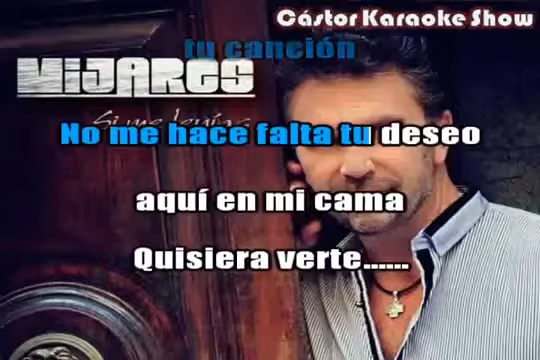 Cástor Karaoke Show
tu canción
MIJARES
No me hace falta tu deseo
aquí en mi cama
Quisiera verte......